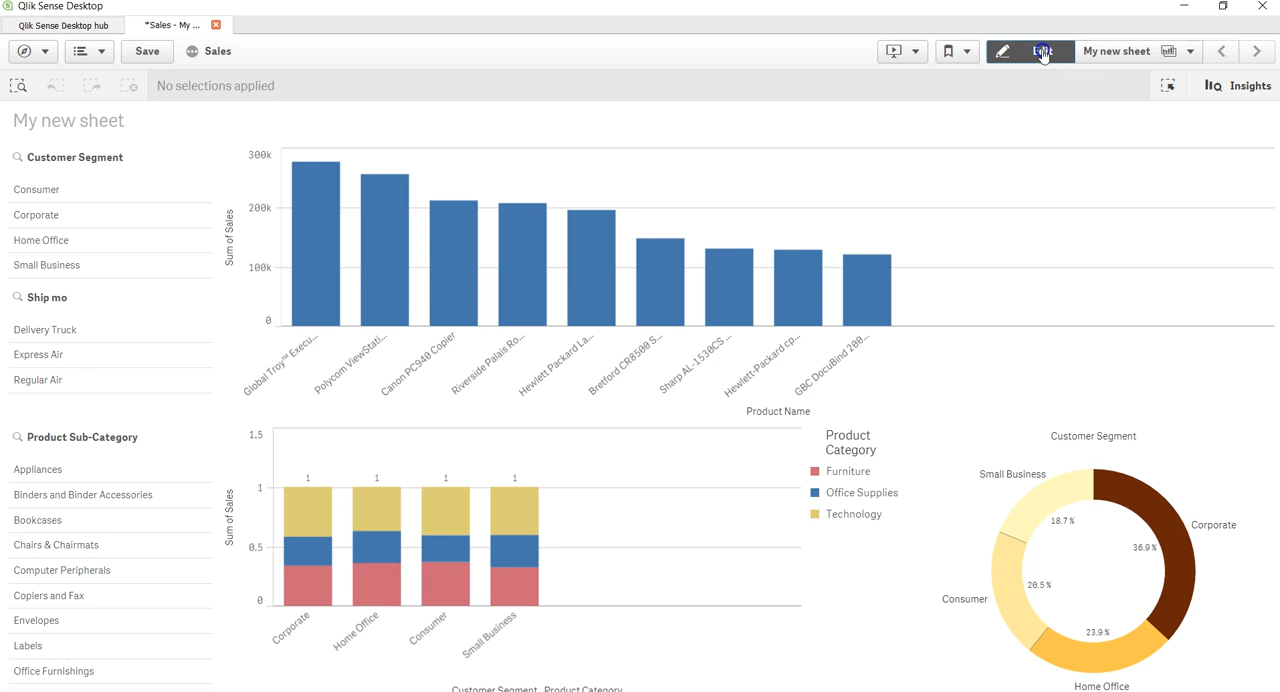 Qlik Sense Desktop
Qlik Sense Desktop hub
*Sales - My ...
Save
Sales
Edit
My new sheet
No selections applied
Insights
My new sheet
Customer Segment
Consumer
Corporate
Home Office
Small Business
Ship mo
Delivery Truck
Express Air
Regular Air
Product Sub-Category
Appliances
Binders and Binder Accessories
Bookcases
Chairs & Chairmats
Computer Peripherals
Copiers and Fax
Envelopes
Labels
Office Furnishings
Sum of Sales
300k
200k
100k
0
Global Troy™ Execu...
Polycom ViewStati...
Canon PC940 Copier
Riverside Palais Ro...
Hewlett Packard La...
Bretford CR8500 S...
Sharp AL-1530CS ...
Hewlett-Packard cp...
GBC DocuBind 200...
Product Name
Sum of Sales
1.5
1
0.5
0
1
1
1
1
Corporate
Home Office
Consumer
Small Business
Customer Segment, Product Category
Product
Category
Furniture
Office Supplies
Technology
Customer Segment
Small Business
18.7%
Corporate
36.9%
Consumer
20.5%
23.9%
Home Office